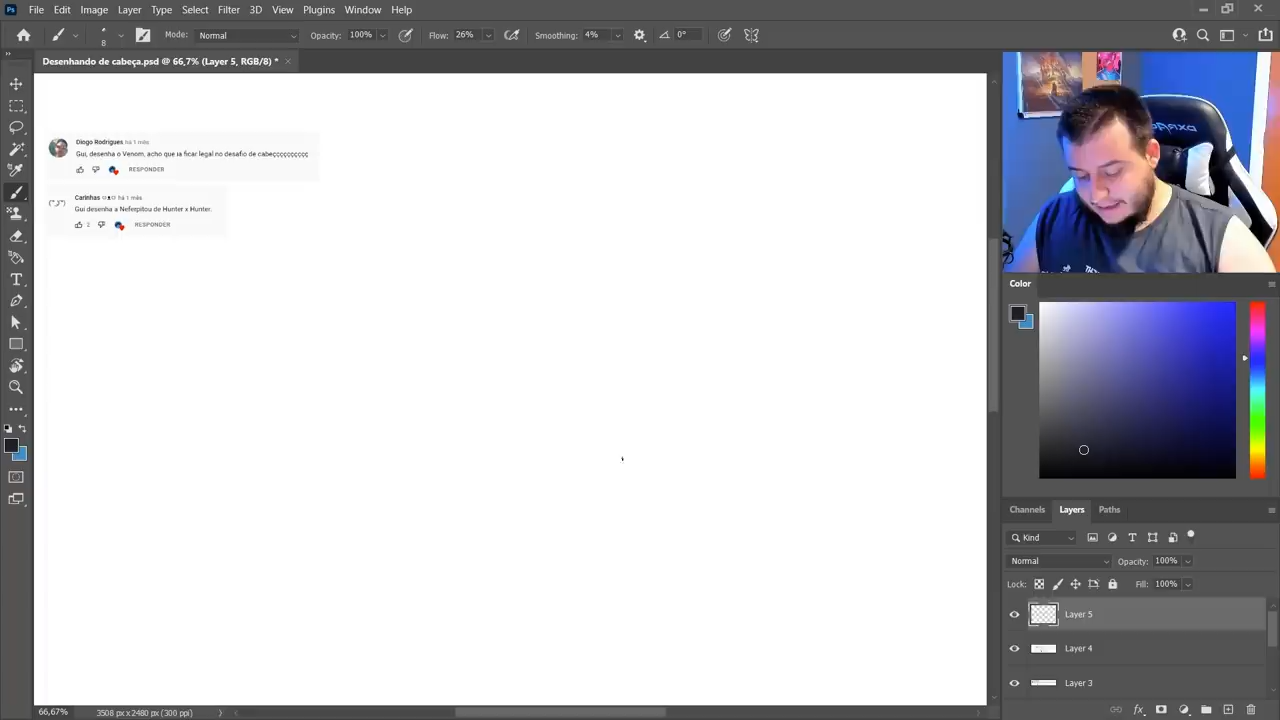 Ps File Edit Image Layer Type Select Filter 3D View Plugins Window Help
8 Mode: Normal Opacity: 100% Flow: 26% Smoothing: 4% 0°
Desenhando de cabeça.psd @ 66,7% (Layer 5, RGB/8) *
Diogo Rodrigues há 1 mês
Gui, desenha o Venom, acho que ia ficar legal no desafio de cabeçççççççççç
RESPONDER
Carinhas há 1 mês
Gui desenha a Neferpitou de Hunter x Hunter.
2 RESPONDER
Color
Channels Layers Paths
Kind
Normal Opacity: 100%
Lock: Fill: 100%
Layer 5
Layer 4
Layer 3
66,67% 3508 px x 2480 px (300 ppi)